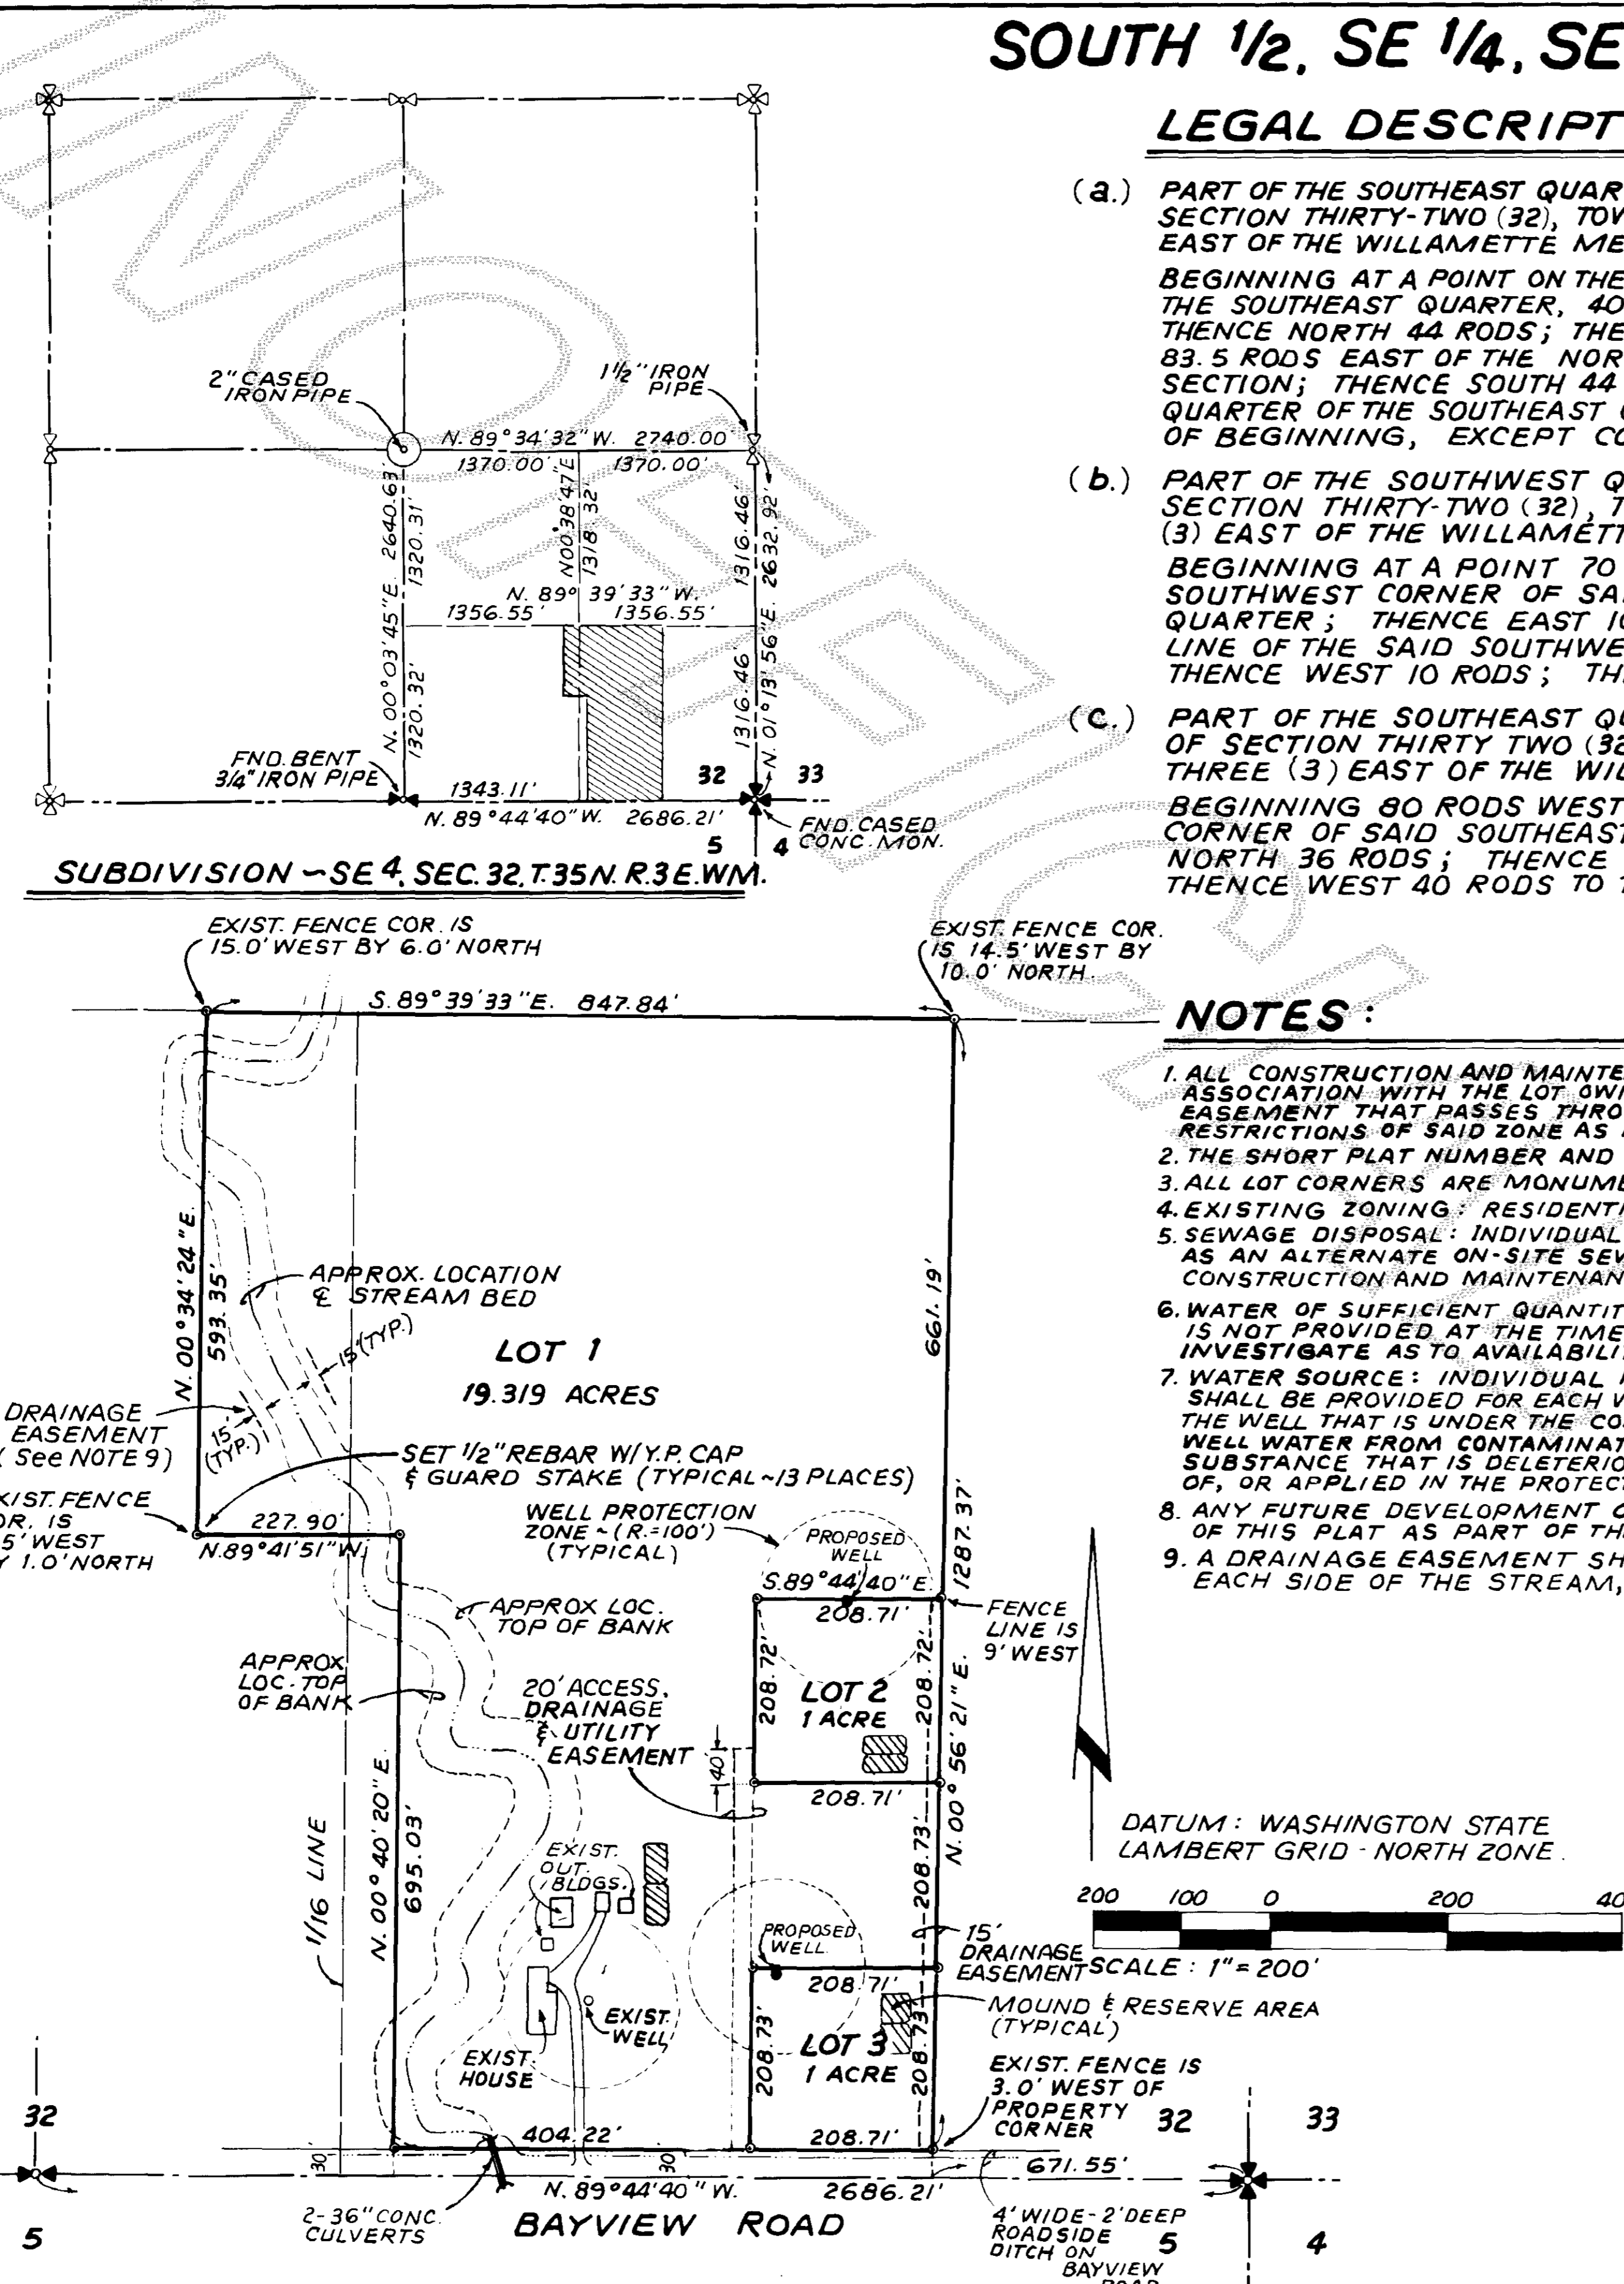 SOUTH 1/2, SE 1/4, SE
LEGAL DESCRIPT
(a.) PART OF THE SOUTHEAST QUAR
SECTION THIRTY-TWO (32), TOW
EAST OF THE WILLAMETTE ME
BEGINNING AT A POINT ON THE
THE SOUTHEAST QUARTER, 40
THENCE NORTH 44 RODS; THE
83.5 RODS EAST OF THE NOR
SECTION; THENCE SOUTH 44
QUARTER OF THE SOUTHEAST
OF BEGINNING, EXCEPT CO
(b.) PART OF THE SOUTHWEST Q
SECTION THIRTY-TWO (32), T
(3) EAST OF THE WILLAMETT
BEGINNING AT A POINT 70
SOUTHWEST CORNER OF SA
QUARTER; THENCE EAST 10
LINE OF THE SAID SOUTHWE
THENCE WEST 10 RODS; TH
(C.) PART OF THE SOUTHEAST QU
OF SECTION THIRTY TWO (32
THREE (3) EAST OF THE WIL
BEGINNING 80 RODS WEST
CORNER OF SAID SOUTHEAST
NORTH 36 RODS; THENCE
THENCE WEST 40 RODS TO
2" CASED
IRON PIPE
1 1/2" IRON
PIPE
N. 89°34'32"W. 2740.00
1370.00' 1370.00'
N. 00°03'45"E. 2640.63'
1320.31'
1320.32'
N00°38'47"E
1318.32'
1316.46'
1316.46'
N. 01°13'56"E. 2632.92'
N. 89°39'33"W.
1356.55' 1356.55'
FND. BENT
3/4" IRON PIPE
1343.11'
N. 89°44'40"W. 2686.21'
32 33
5 4
FND. CASED
CONC. MON.
SUBDIVISION ~ SE 4, SEC. 32, T. 35 N. R. 3 E. WM.
EXIST. FENCE COR. IS
15.0' WEST BY 6.0' NORTH
EXIST. FENCE COR.
IS 14.5' WEST BY
10.0' NORTH.
S. 89°39'33"E. 847.84'
N. 00°34'24"E.
593.35'
APPROX. LOCATION
℄ STREAM BED
15' (TYP.)
15'
(TYP.)
LOT 1
19.319 ACRES
661.19'
1287.37'
DRAINAGE
EASEMENT
(See NOTE 9)
SET 1/2" REBAR W/Y.P. CAP
& GUARD STAKE (TYPICAL ~ 13 PLACES)
XIST. FENCE
OR. IS
5' WEST
Y 1.0' NORTH
227.90'
N. 89°41'51"W.
WELL PROTECTION
ZONE ~ (R.=100')
(TYPICAL)
PROPOSED
WELL
S. 89°44'40"E.
208.71'
FENCE
LINE IS
9' WEST
APPROX LOC.
TOP OF BANK
APPROX
LOC. TOP
OF BANK
20' ACCESS,
DRAINAGE
& UTILITY
EASEMENT
40'
208.72'
208.72'
LOT 2
1 ACRE
N. 00°56'21"E.
208.71'
208.73'
1/16 LINE
N. 00°40'20"E.
695.03'
EXIST.
OUT.
BLDGS.
PROPOSED
WELL
208.71'
15'
DRAINAGE
EASEMENT
MOUND & RESERVE AREA
(TYPICAL)
EXIST.
WELL
EXIST.
HOUSE
208.73'
208.73'
LOT 3
1 ACRE
EXIST. FENCE IS
3.0' WEST OF
PROPERTY
CORNER
404.22'
208.71'
30'
30'
671.55'
N. 89°44'40"W. 2686.21'
2-36" CONC.
CULVERTS
BAYVIEW ROAD
4' WIDE - 2' DEEP
ROADSIDE
DITCH ON
BAYVIEW
ROAD
32
5
32 33
5 4
DATUM: WASHINGTON STATE
LAMBERT GRID - NORTH ZONE.
200 100 0 200 40
SCALE: 1" = 200'
NOTES:
1. ALL CONSTRUCTION AND MAINTE
ASSOCIATION WITH THE LOT OWN
EASEMENT THAT PASSES THRO
RESTRICTIONS OF SAID ZONE AS
2. THE SHORT PLAT NUMBER AND
3. ALL LOT CORNERS ARE MONUME
4. EXISTING ZONING: RESIDENTI
5. SEWAGE DISPOSAL: INDIVIDUAL
AS AN ALTERNATE ON-SITE SEW
CONSTRUCTION AND MAINTENAN
6. WATER OF SUFFICIENT QUANTIT
IS NOT PROVIDED AT THE TIME
INVESTIGATE AS TO AVAILABILI
7. WATER SOURCE: INDIVIDUAL
SHALL BE PROVIDED FOR EACH W
THE WELL THAT IS UNDER THE CO
WELL WATER FROM CONTAMINAT
SUBSTANCE THAT IS DELETERIO
OF, OR APPLIED IN THE PROTECT
8. ANY FUTURE DEVELOPMENT O
OF THIS PLAT AS PART OF TH
9. A DRAINAGE EASEMENT SH
EACH SIDE OF THE STREAM,